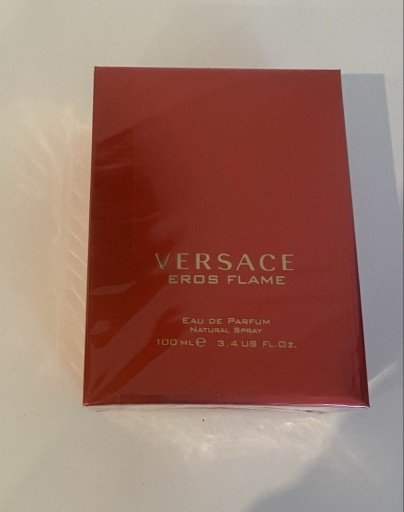 VERSACE
EROS FLAME
EAU DE PARFUM
NATURAL SPRAY
100 ML℮ 3.4 US FL.OZ.